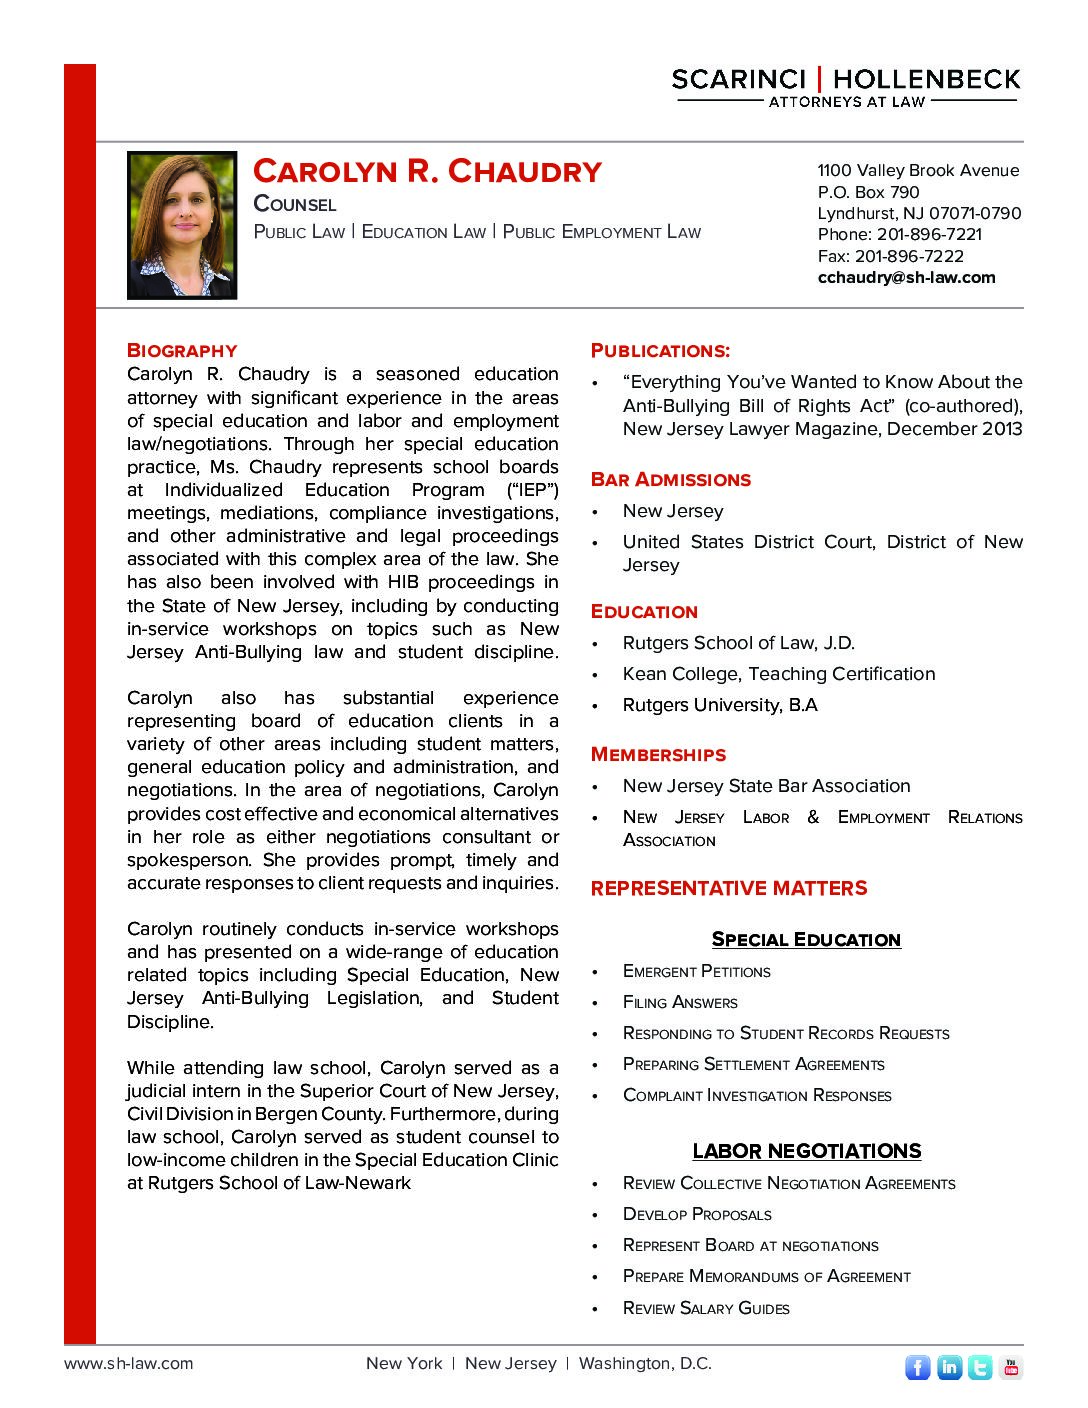 SCARINCI | HOLLENBECK
ATTORNEYS AT LAW
CAROLYN R. CHAUDRY
COUNSEL
PUBLIC LAW | EDUCATION LAW | PUBLIC EMPLOYMENT LAW
1100 Valley Brook Avenue
P.O. Box 790
Lyndhurst, NJ 07071-0790
Phone: 201-896-7221
Fax: 201-896-7222
cchaudry@sh-law.com
BIOGRAPHY
Carolyn R. Chaudry is a seasoned education
attorney with significant experience in the areas
of special education and labor and employment
law/negotiations. Through her special education
practice, Ms. Chaudry represents school boards
at Individualized Education Program (“IEP”)
meetings, mediations, compliance investigations,
and other administrative and legal proceedings
associated with this complex area of the law. She
has also been involved with HIB proceedings in
the State of New Jersey, including by conducting
in-service workshops on topics such as New
Jersey Anti-Bullying law and student discipline.
Carolyn also has substantial experience
representing board of education clients in a
variety of other areas including student matters,
general education policy and administration, and
negotiations. In the area of negotiations, Carolyn
provides cost effective and economical alternatives
in her role as either negotiations consultant or
spokesperson. She provides prompt, timely and
accurate responses to client requests and inquiries.
Carolyn routinely conducts in-service workshops
and has presented on a wide-range of education
related topics including Special Education, New
Jersey Anti-Bullying Legislation, and Student
Discipline.
While attending law school, Carolyn served as a
judicial intern in the Superior Court of New Jersey,
Civil Division in Bergen County. Furthermore, during
law school, Carolyn served as student counsel to
low-income children in the Special Education Clinic
at Rutgers School of Law-Newark
PUBLICATIONS:
• “Everything You’ve Wanted to Know About the
Anti-Bullying Bill of Rights Act” (co-authored),
New Jersey Lawyer Magazine, December 2013
BAR ADMISSIONS
• New Jersey
• United States District Court, District of New
Jersey
EDUCATION
• Rutgers School of Law, J.D.
• Kean College, Teaching Certification
• Rutgers University, B.A
MEMBERSHIPS
• New Jersey State Bar Association
• NEW JERSEY LABOR & EMPLOYMENT RELATIONS
ASSOCIATION
REPRESENTATIVE MATTERS
SPECIAL EDUCATION
• EMERGENT PETITIONS
• FILING ANSWERS
• RESPONDING TO STUDENT RECORDS REQUESTS
• PREPARING SETTLEMENT AGREEMENTS
• COMPLAINT INVESTIGATION RESPONSES
LABOR NEGOTIATIONS
• REVIEW COLLECTIVE NEGOTIATION AGREEMENTS
• DEVELOP PROPOSALS
• REPRESENT BOARD AT NEGOTIATIONS
• PREPARE MEMORANDUMS OF AGREEMENT
• REVIEW SALARY GUIDES
www.sh-law.com
New York | New Jersey | Washington, D.C.
f
in
t
You Tube